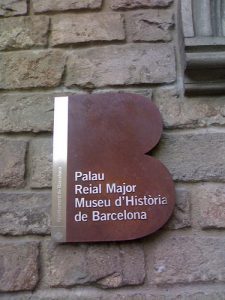 Palau
Reial Major
Museu d'Història
de Barcelona